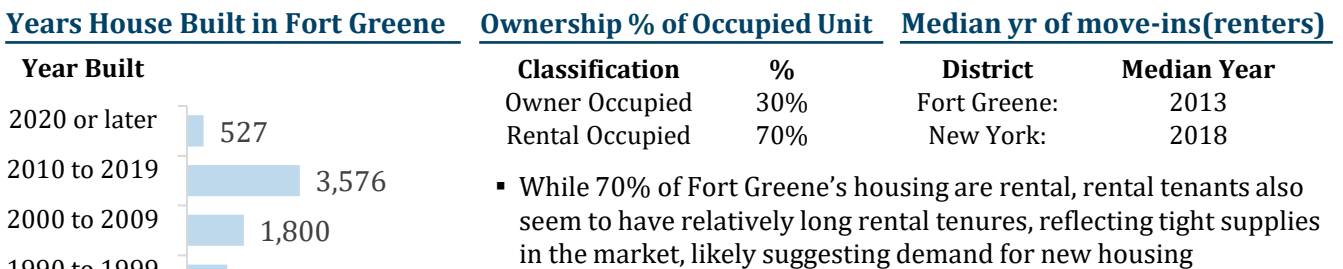 Years House Built in Fort Greene
Year Built
2020 or later 527
2010 to 2019 3,576
2000 to 2009 1,800
1990 to 1999
Ownership % of Occupied Unit
Classification %
Owner Occupied 30%
Rental Occupied 70%
Median yr of move-ins(renters)
District Median Year
Fort Greene: 2013
New York: 2018
▪ While 70% of Fort Greene’s housing are rental, rental tenants also
seem to have relatively long rental tenures, reflecting tight supplies
in the market, likely suggesting demand for new housing